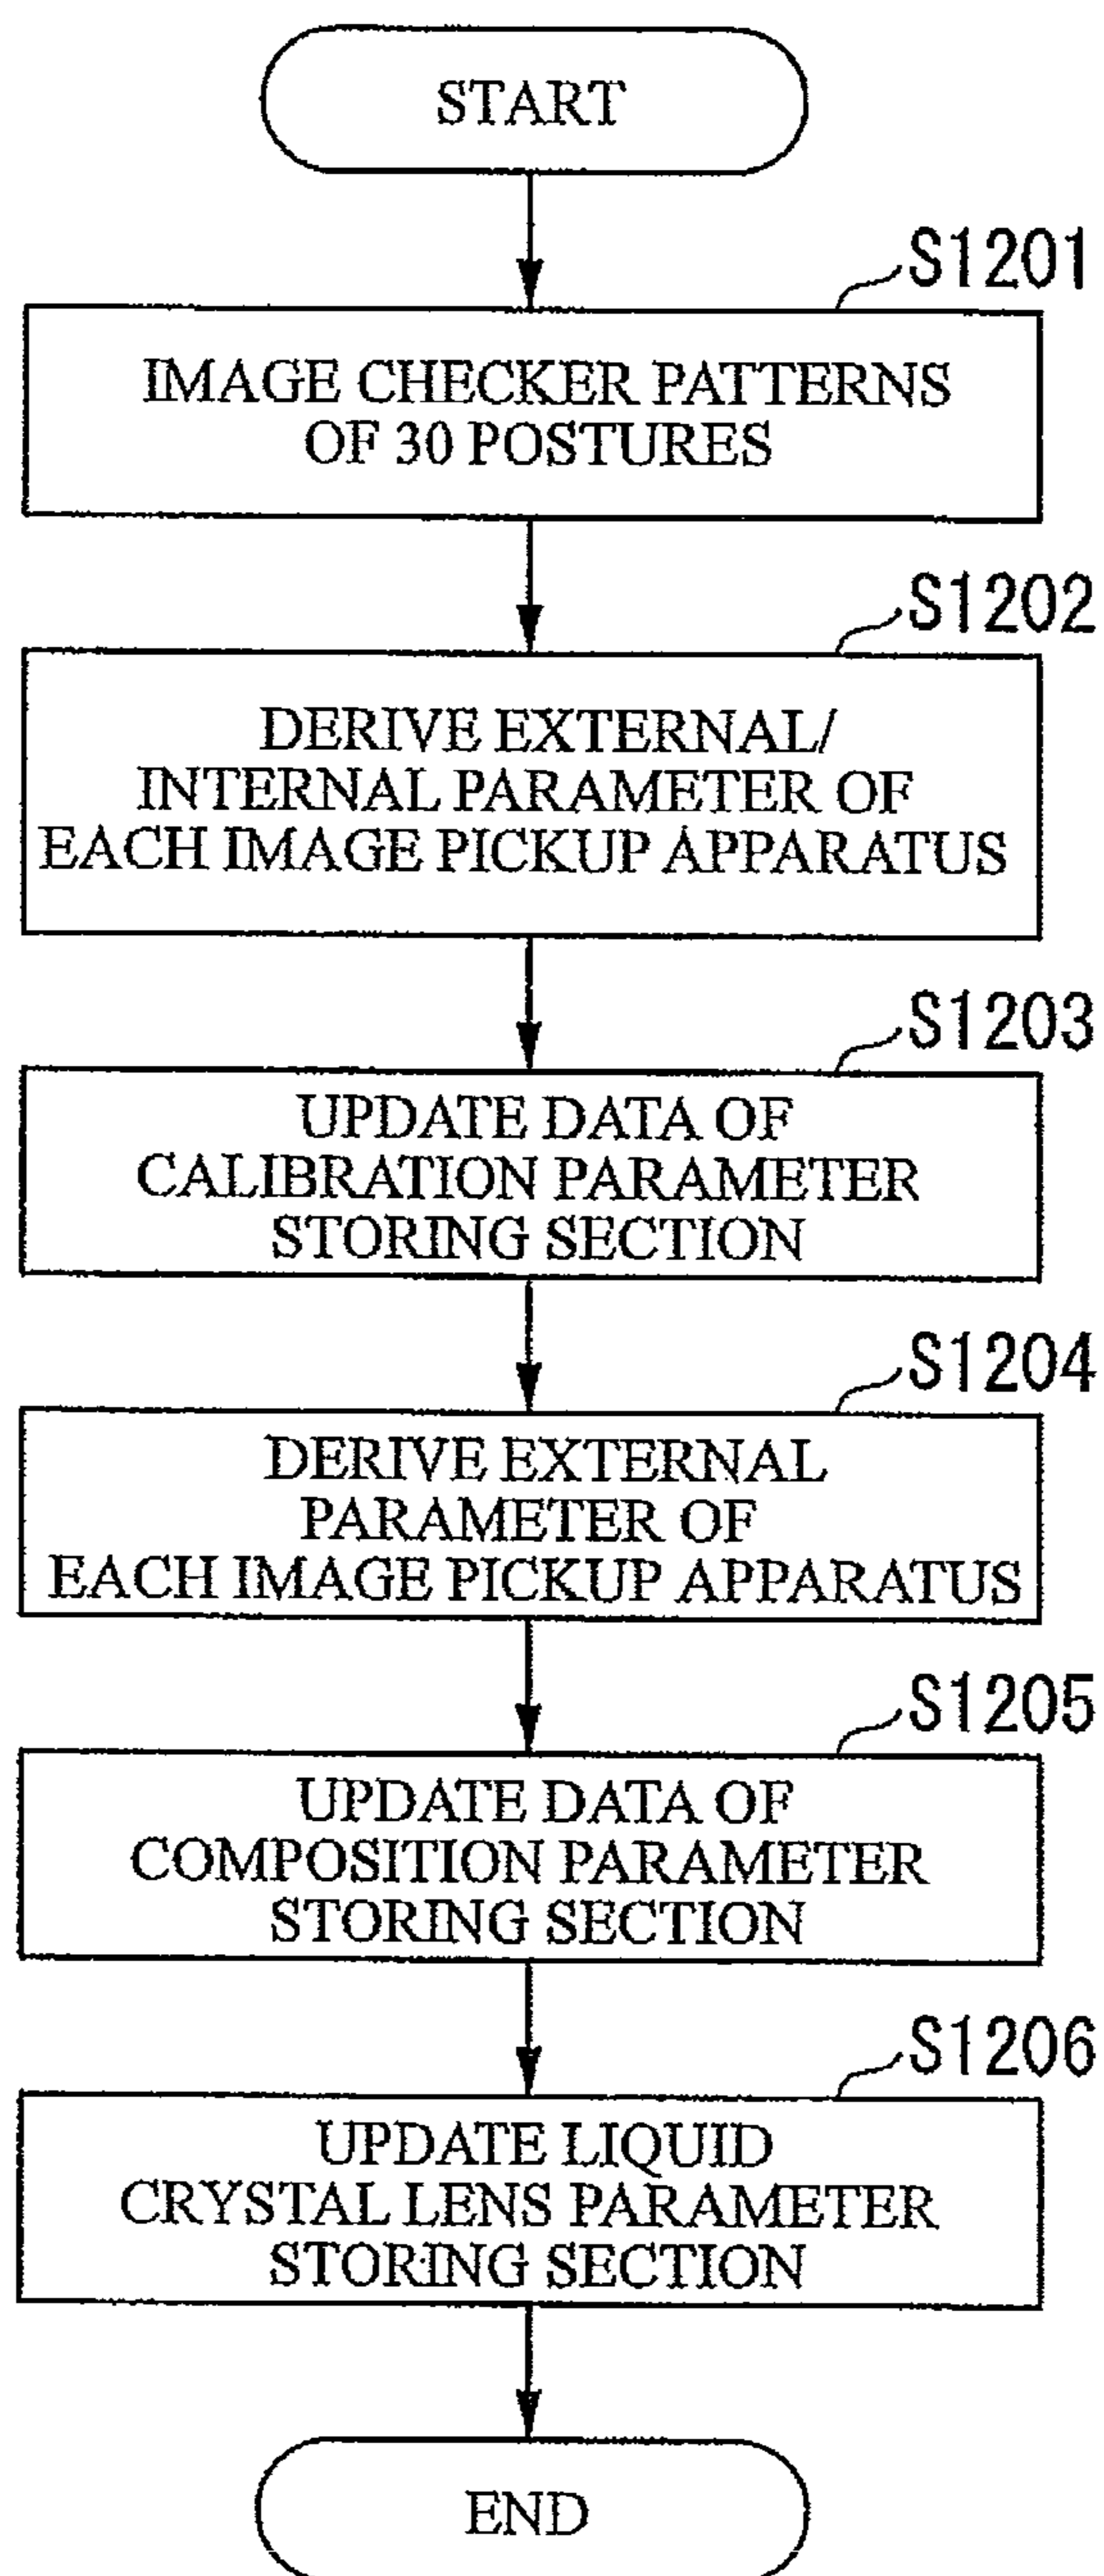 START
S1201
IMAGE CHECKER PATTERNS
OF 30 POSTURES
S1202
DERIVE EXTERNAL/
INTERNAL PARAMETER OF
EACH IMAGE PICKUP APPARATUS
S1203
UPDATE DATA OF
CALIBRATION PARAMETER
STORING SECTION
S1204
DERIVE EXTERNAL
PARAMETER OF
EACH IMAGE PICKUP APPARATUS
S1205
UPDATE DATA OF
COMPOSITION PARAMETER
STORING SECTION
S1206
UPDATE LIQUID
CRYSTAL LENS PARAMETER
STORING SECTION
END